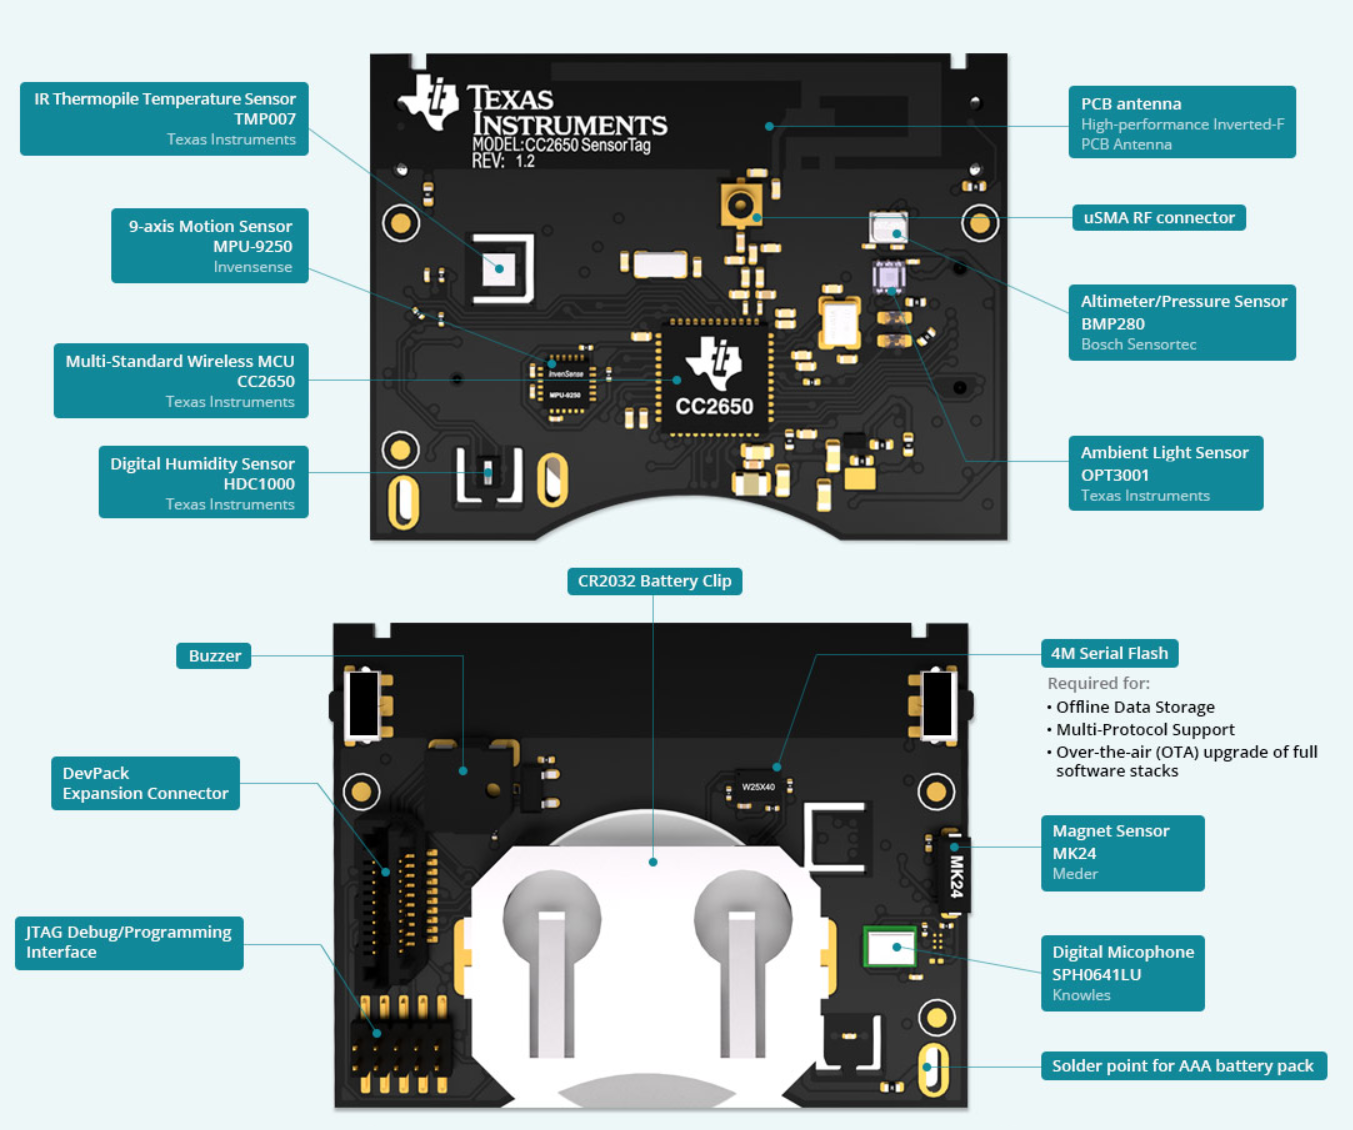 IR Thermopile Temperature Sensor
TMP007
Texas Instruments
9-axis Motion Sensor
MPU-9250
Invensense
Multi-Standard Wireless MCU
CC2650
Texas Instruments
Digital Humidity Sensor
HDC1000
Texas Instruments
TEXAS
INSTRUMENTS
MODEL:CC2650 SensorTag
REV: 1.2
InvenSense
MPU-9250
CC2650
PCB antenna
High-performance Inverted-F
PCB Antenna
uSMA RF connector
Altimeter/Pressure Sensor
BMP280
Bosch Sensortec
Ambient Light Sensor
OPT3001
Texas Instruments
CR2032 Battery Clip
Buzzer
DevPack
Expansion Connector
JTAG Debug/Programming
Interface
W25X40
MK24
4M Serial Flash
Required for:
• Offline Data Storage
• Multi-Protocol Support
• Over-the-air (OTA) upgrade of full
software stacks
Magnet Sensor
MK24
Meder
Digital Micophone
SPH0641LU
Knowles
Solder point for AAA battery pack